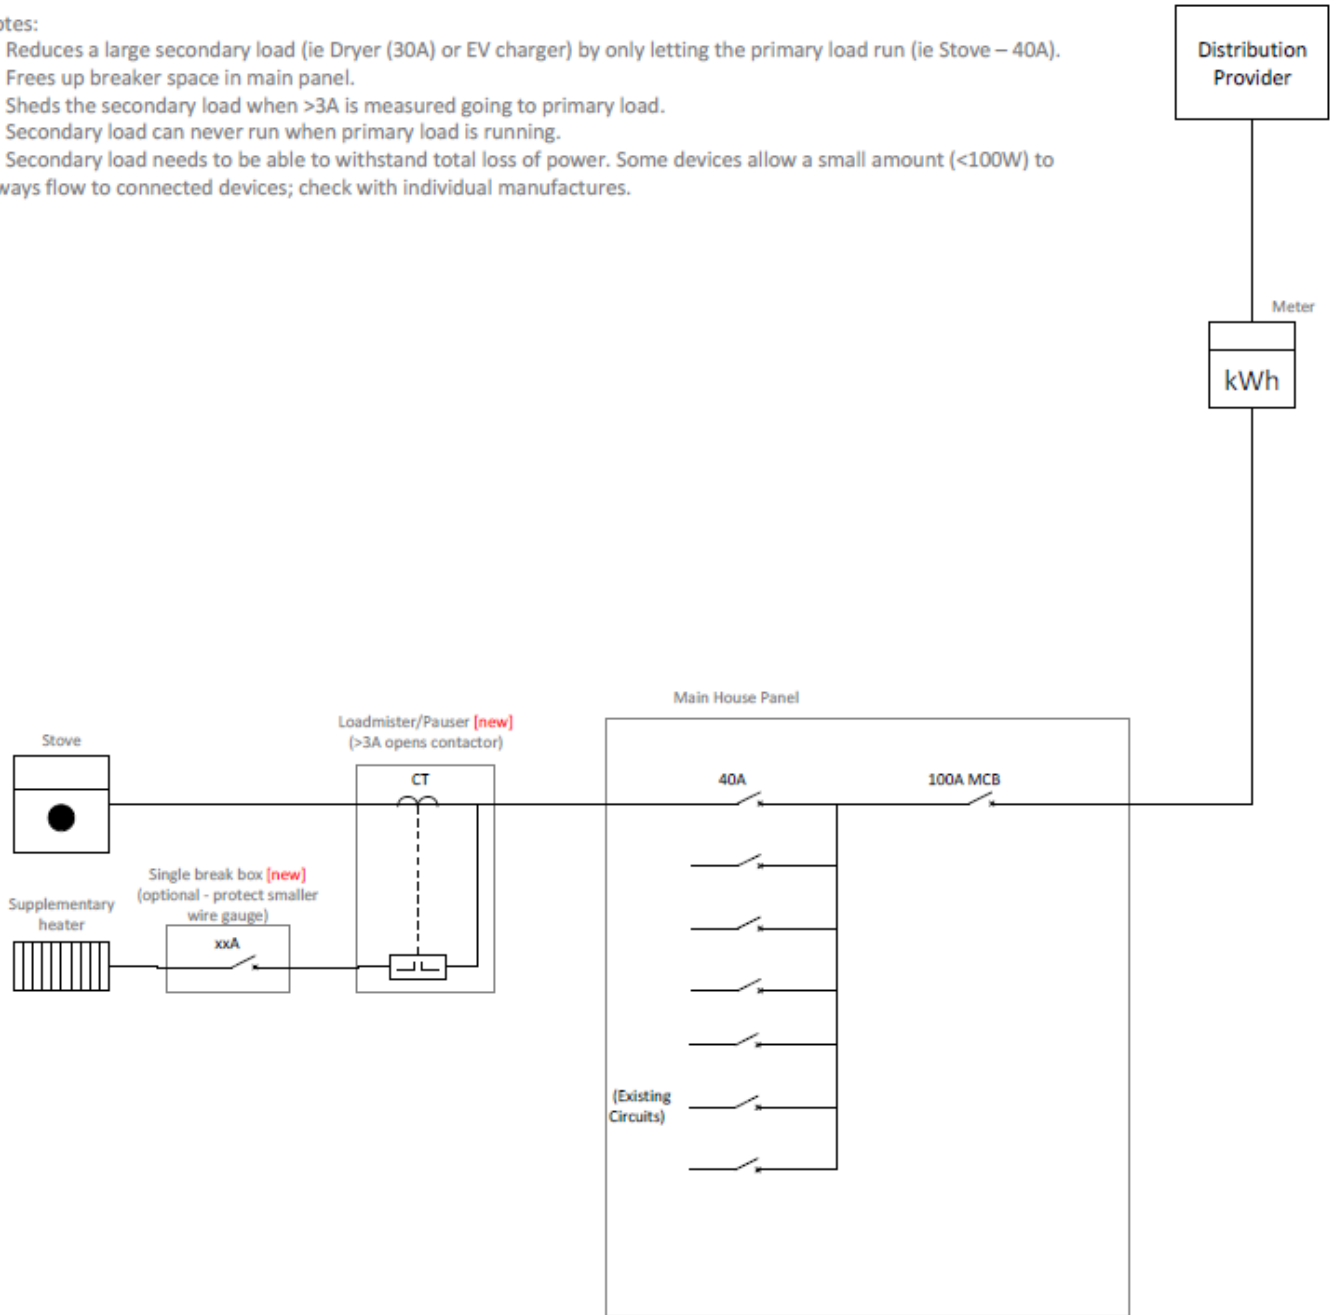 otes:
Reduces a large secondary load (ie Dryer (30A) or EV charger) by only letting the primary load run (ie Stove – 40A).
Frees up breaker space in main panel.
Sheds the secondary load when >3A is measured going to primary load.
Secondary load can never run when primary load is running.
Secondary load needs to be able to withstand total loss of power. Some devices allow a small amount (<100W) to
ways flow to connected devices; check with individual manufactures.
Distribution
Provider
Meter
kWh
Main House Panel
Loadmister/Pauser [new]
(>3A opens contactor)
Stove
CT
40A
100A MCB
Single break box [new]
(optional - protect smaller
wire gauge)
Supplementary
heater
xxA
(Existing
Circuits)